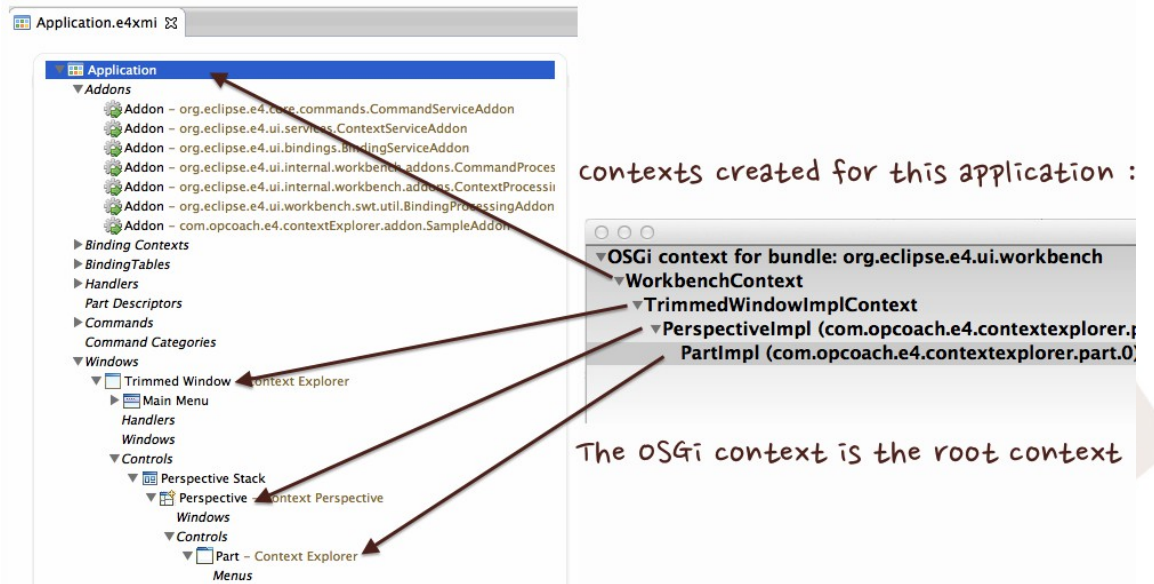 Application.e4xmi
Application
Addons
Addon – org.eclipse.e4.core.commands.CommandServiceAddon
Addon – org.eclipse.e4.ui.services.ContextServiceAddon
Addon – org.eclipse.e4.ui.bindings.BindingServiceAddon
Addon – org.eclipse.e4.ui.internal.workbench.addons.CommandProces
Addon – org.eclipse.e4.ui.internal.workbench.addons.ContextProcessin
Addon – org.eclipse.e4.ui.workbench.swt.util.BindingProcessingAddon
Addon – com.opcoach.e4.contextExplorer.addon.SampleAddon
Binding Contexts
BindingTables
Handlers
Part Descriptors
Commands
Command Categories
Windows
Trimmed Window – Context Explorer
Main Menu
Handlers
Windows
Controls
Perspective Stack
Perspective – Context Perspective
Windows
Controls
Part – Context Explorer
Menus
contexts created for this application :
OSGi context for bundle: org.eclipse.e4.ui.workbench
WorkbenchContext
TrimmedWindowImplContext
PerspectiveImpl (com.opcoach.e4.contextexplorer.p
PartImpl (com.opcoach.e4.contextexplorer.part.0)
The OSGi context is the root context